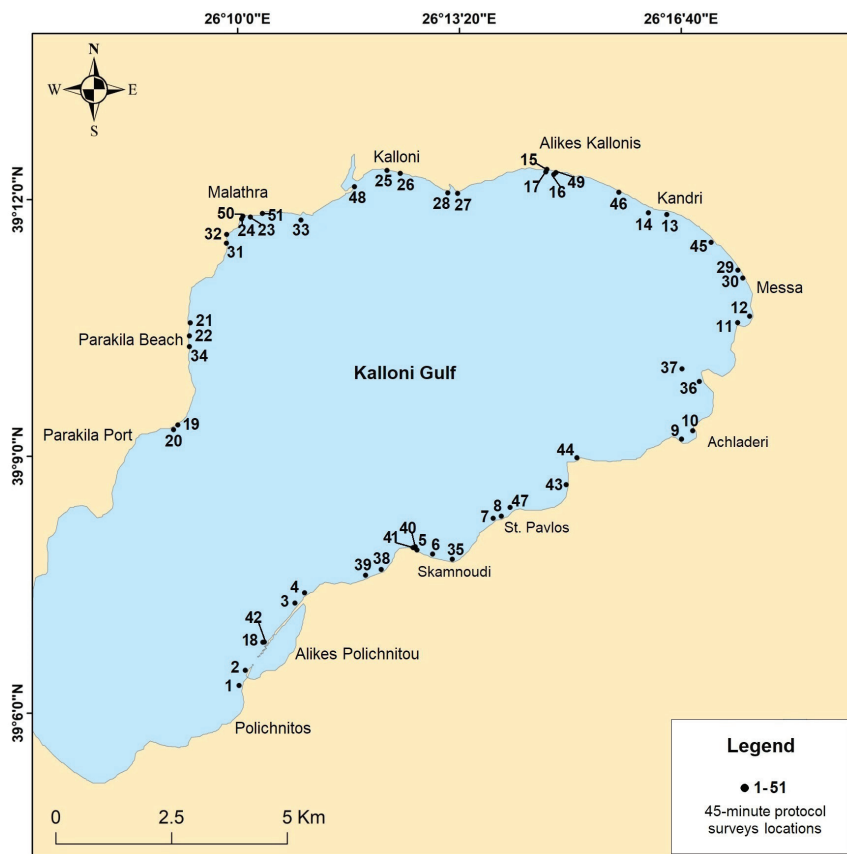 26°10'0"E 26°13'20"E 26°16'40"E
N
W E
S
39°12'0"N
39°9'0"N
39°6'0"N
Alikes Kallonis
15
17
16
49
Kalloni
25 26
48
28 27
46
Kandri
14 13
Malathra
50
51
24 23
33
32
31
45
29
30
Messa
12
11
21
Parakila Beach 22
34
37
36
Kalloni Gulf
Parakila Port
19
20
10
9
Achladeri
44
43
47
8
7
St. Pavlos
40
41
5
6
35
Skamnoudi
38
39
4
3
42
18
Alikes Polichnitou
2
1
Polichnitos
0 2.5 5 Km
Legend
1-51
45-minute protocol
surveys locations